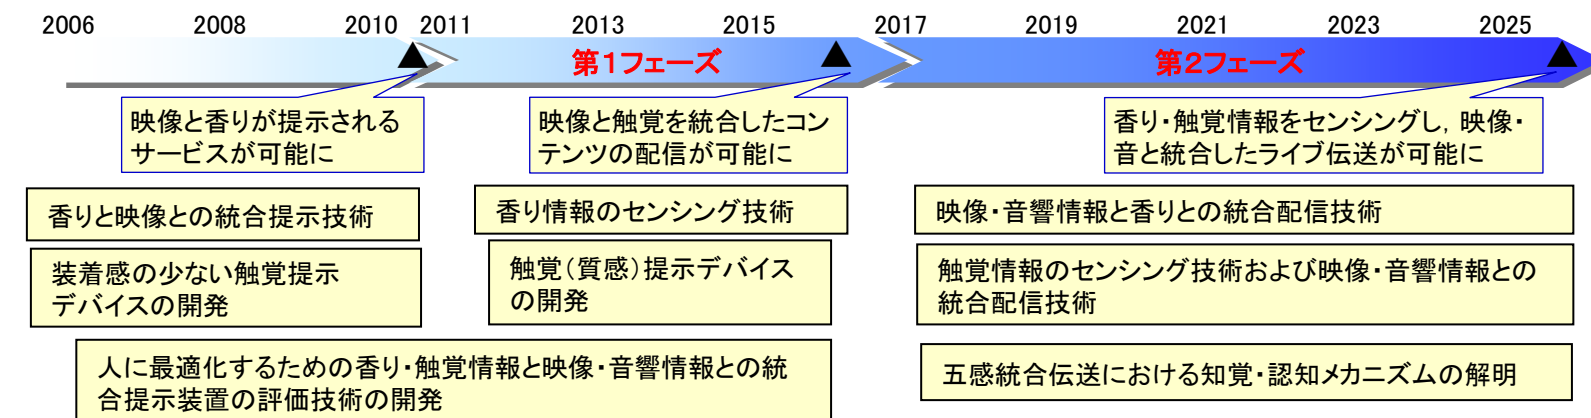 2006 2008 2010 2011 2013 2015 2017 2019 2021 2023 2025
第1フェーズ 第2フェーズ
映像と香りが提示される
サービスが可能に
映像と触覚を統合したコン
テンツの配信が可能に
香り・触覚情報をセンシングし, 映像・
音と統合したライブ伝送が可能に
香りと映像との統合提示技術
香り情報のセンシング技術
映像・音響情報と香りとの統合配信技術
装着感の少ない触覚提示
デバイスの開発
触覚(質感)提示デバイス
の開発
触覚情報のセンシング技術および映像・音響情報との
統合配信技術
人に最適化するための香り・触覚情報と映像・音響情報との統
合提示装置の評価技術の開発
五感統合伝送における知覚・認知メカニズムの解明